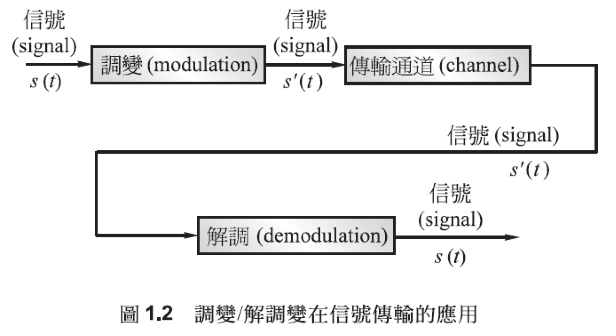 信號
(signal)
s (t)
調變 (modulation)
信號
(signal)
s′(t)
傳輸通道 (channel)
信號 (signal)
s′(t)
解調 (demodulation)
信號
(signal)
s (t)
圖 1.2 調變/解調變在信號傳輸的應用